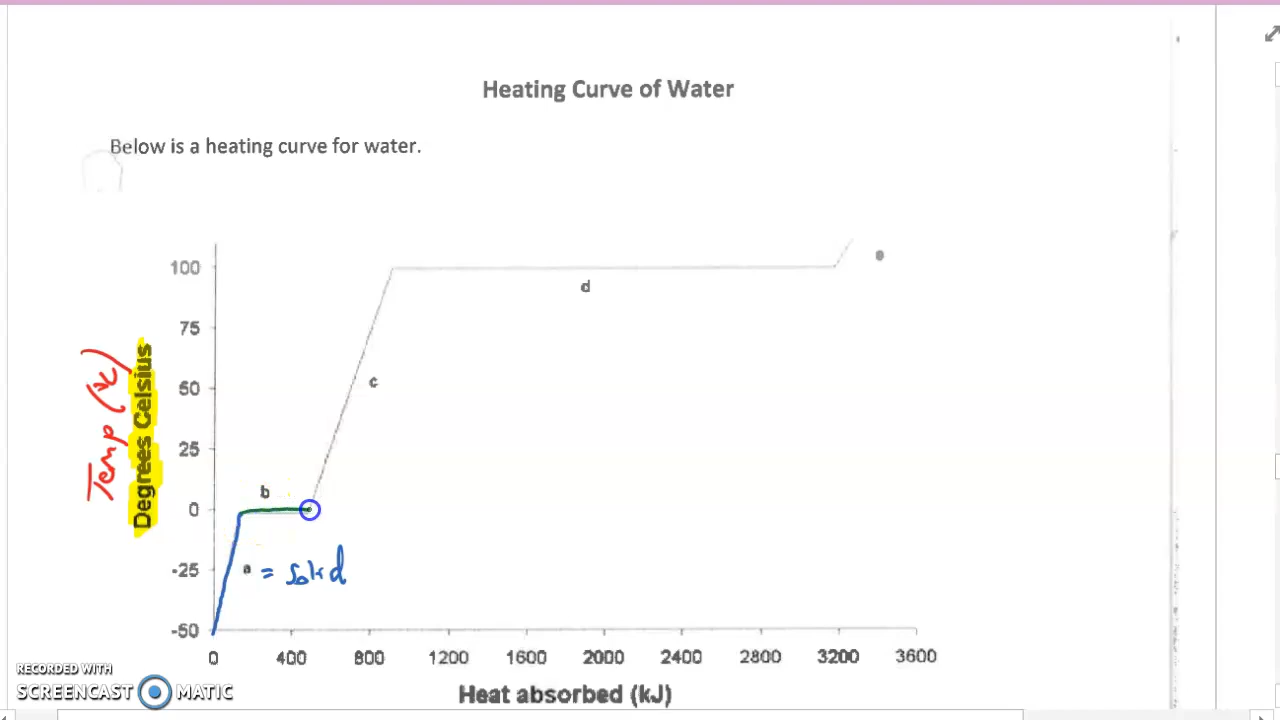 Heating Curve of Water
Below is a heating curve for water.
100
75
50
25
0
-25
-50
Temp (°C)
Degrees Celsius
a
= solid
b
c
d
e
0 400 800 1200 1600 2000 2400 2800 3200 3600
Heat absorbed (kJ)
RECORDED WITH
SCREENCAST MATIC